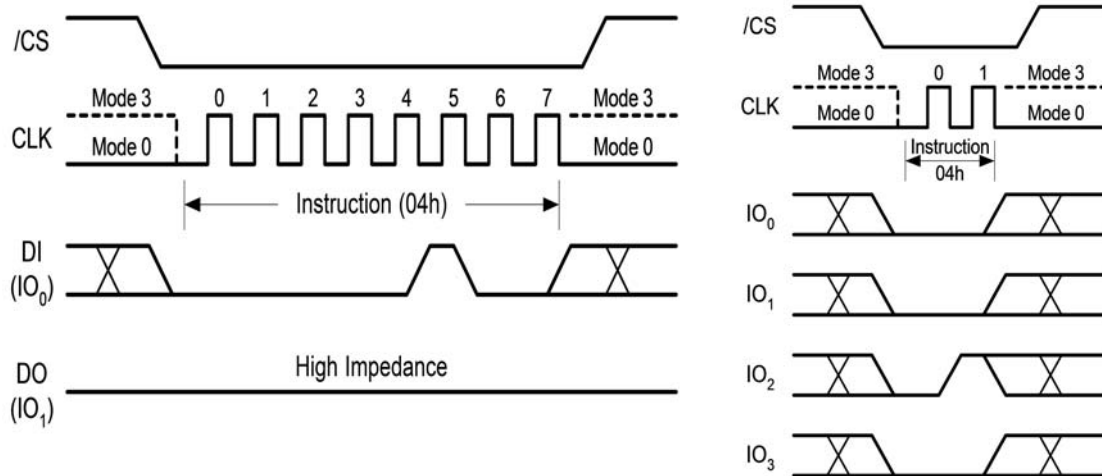 /CS
Mode 3 0 1 2 3 4 5 6 7 Mode 3
CLK Mode 0 Mode 0
Instruction (04h)
DI
(IO₀)
High Impedance
DO
(IO₁)
/CS
Mode 3 0 1 Mode 3
CLK Mode 0 Mode 0
Instruction
04h
IO₀
IO₁
IO₂
IO₃